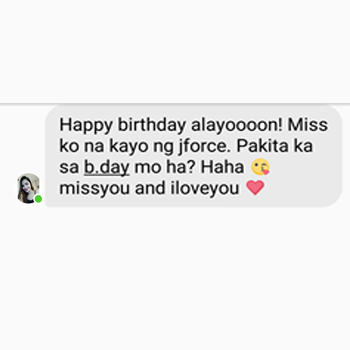 Happy birthday alayoooon! Miss
ko na kayo ng jforce. Pakita ka
sa b.day mo ha? Haha 😘
missyou and iloveyou ❤️